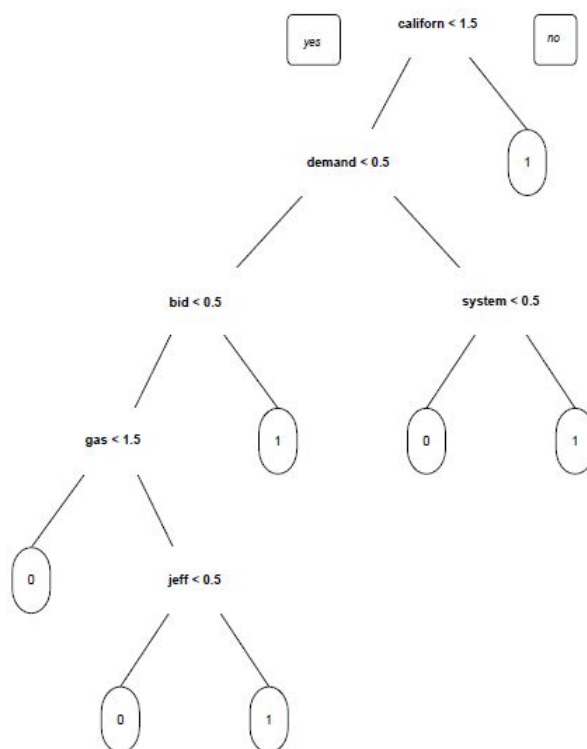 yes
californ < 1.5
no
demand < 0.5
1
bid < 0.5
system < 0.5
gas < 1.5
1
0
1
0
jeff < 0.5
0
1